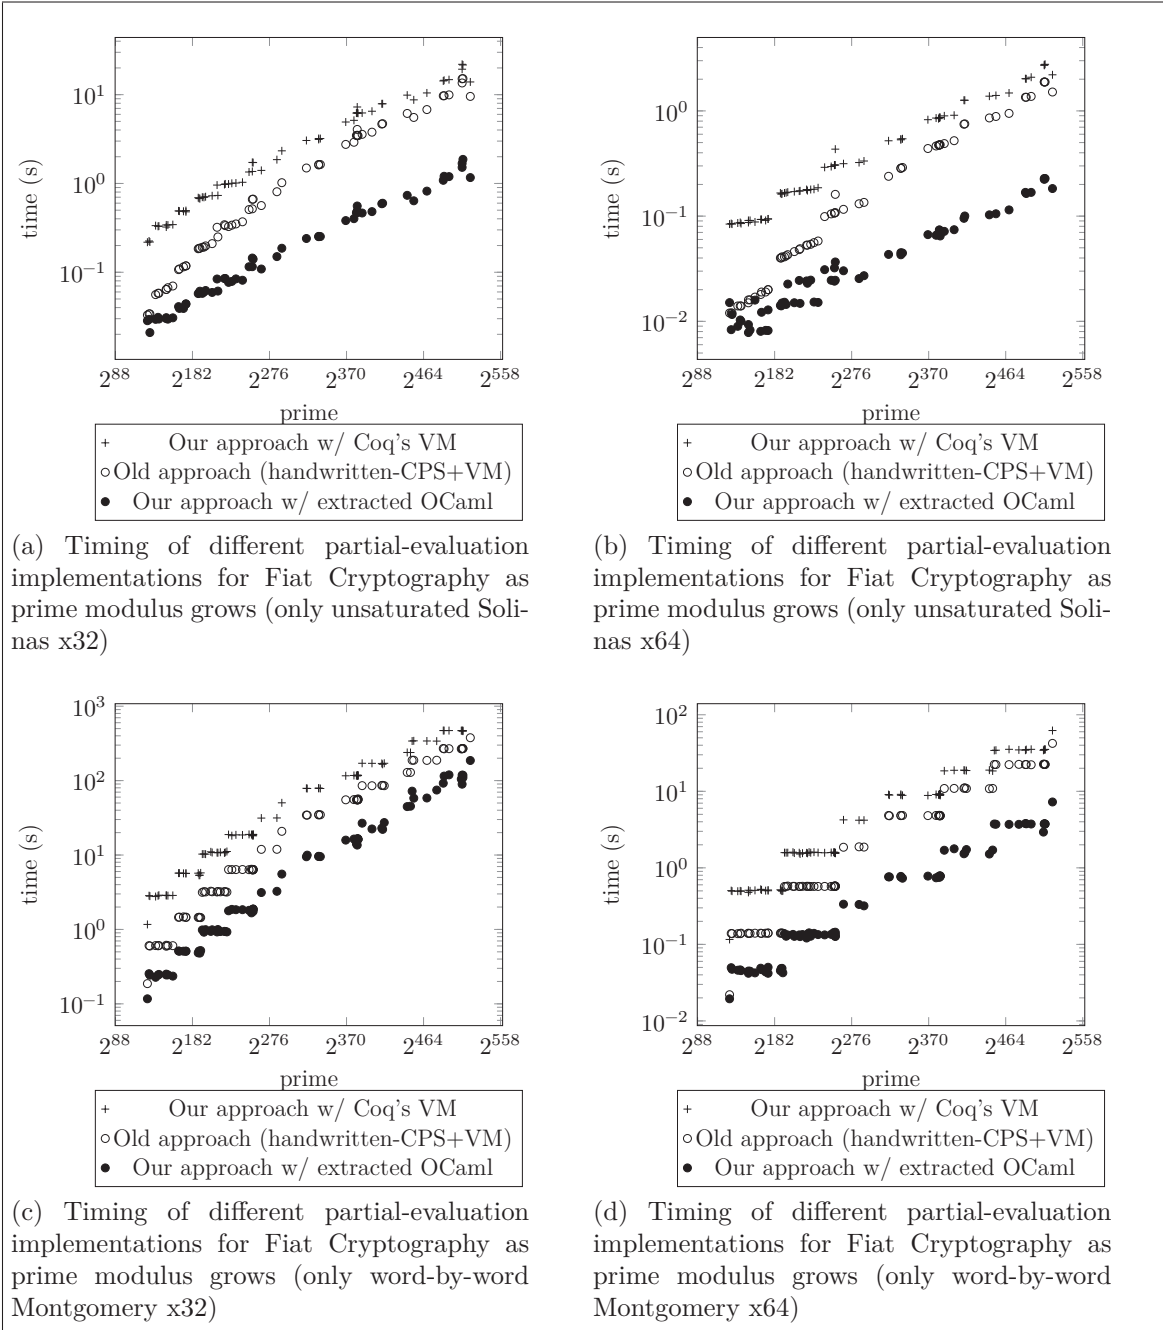 10^1
10^0
10^−1
time (s)
2^88 2^182 2^276 2^370 2^464 2^558
prime
+ Our approach w/ Coq's VM
○ Old approach (handwritten-CPS+VM)
● Our approach w/ extracted OCaml
(a) Timing of different partial-evaluation
implementations for Fiat Cryptography as
prime modulus grows (only unsaturated Soli-
nas x32)
10^0
10^−1
10^−2
time (s)
2^88 2^182 2^276 2^370 2^464 2^558
prime
+ Our approach w/ Coq's VM
○ Old approach (handwritten-CPS+VM)
● Our approach w/ extracted OCaml
(b) Timing of different partial-evaluation
implementations for Fiat Cryptography as
prime modulus grows (only unsaturated Soli-
nas x64)
10^3
10^2
10^1
10^0
10^−1
time (s)
2^88 2^182 2^276 2^370 2^464 2^558
prime
+ Our approach w/ Coq's VM
○ Old approach (handwritten-CPS+VM)
● Our approach w/ extracted OCaml
(c) Timing of different partial-evaluation
implementations for Fiat Cryptography as
prime modulus grows (only word-by-word
Montgomery x32)
10^2
10^1
10^0
10^−1
10^−2
time (s)
2^88 2^182 2^276 2^370 2^464 2^558
prime
+ Our approach w/ Coq's VM
○ Old approach (handwritten-CPS+VM)
● Our approach w/ extracted OCaml
(d) Timing of different partial-evaluation
implementations for Fiat Cryptography as
prime modulus grows (only word-by-word
Montgomery x64)